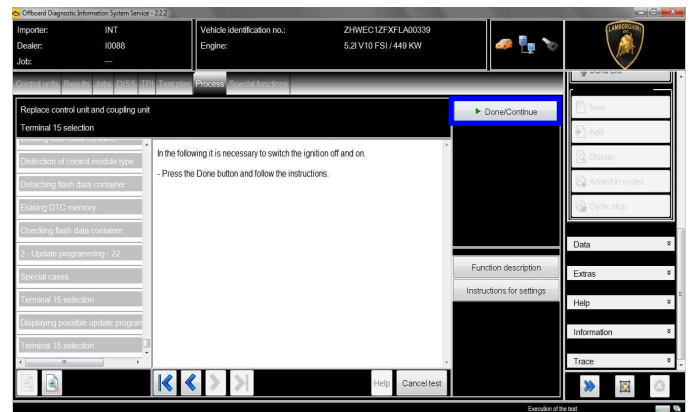 Offboard Diagnostic Information System Service - 2.2.2
Importer: INT
Dealer: I0088
Job: ---
Vehicle identification no.: ZHWEC1ZFXFLA00339
Engine: 5.2l V10 FSI / 449 KW
LAMBORGHINI
Control units Results Jobs DISS TPI Test plan Process Special functions
Replace control unit and coupling unit
Terminal 15 selection
Done/Continue
Distinction of control module type
Detaching flash data container
Erasing DTC memory
Checking flash data container
2 - Update programming - 22
Special cases
Terminal 15 selection
Displaying possible update program
Terminal 15 selection
In the following it is necessary to switch the ignition off and on.
- Press the Done button and follow the instructions.
Function description
Instructions for settings
Help
Cancel test
New
Add
Display
Added in cycles
Cyclic stop
Data
Extras
Help
Information
Trace
Execution of the test